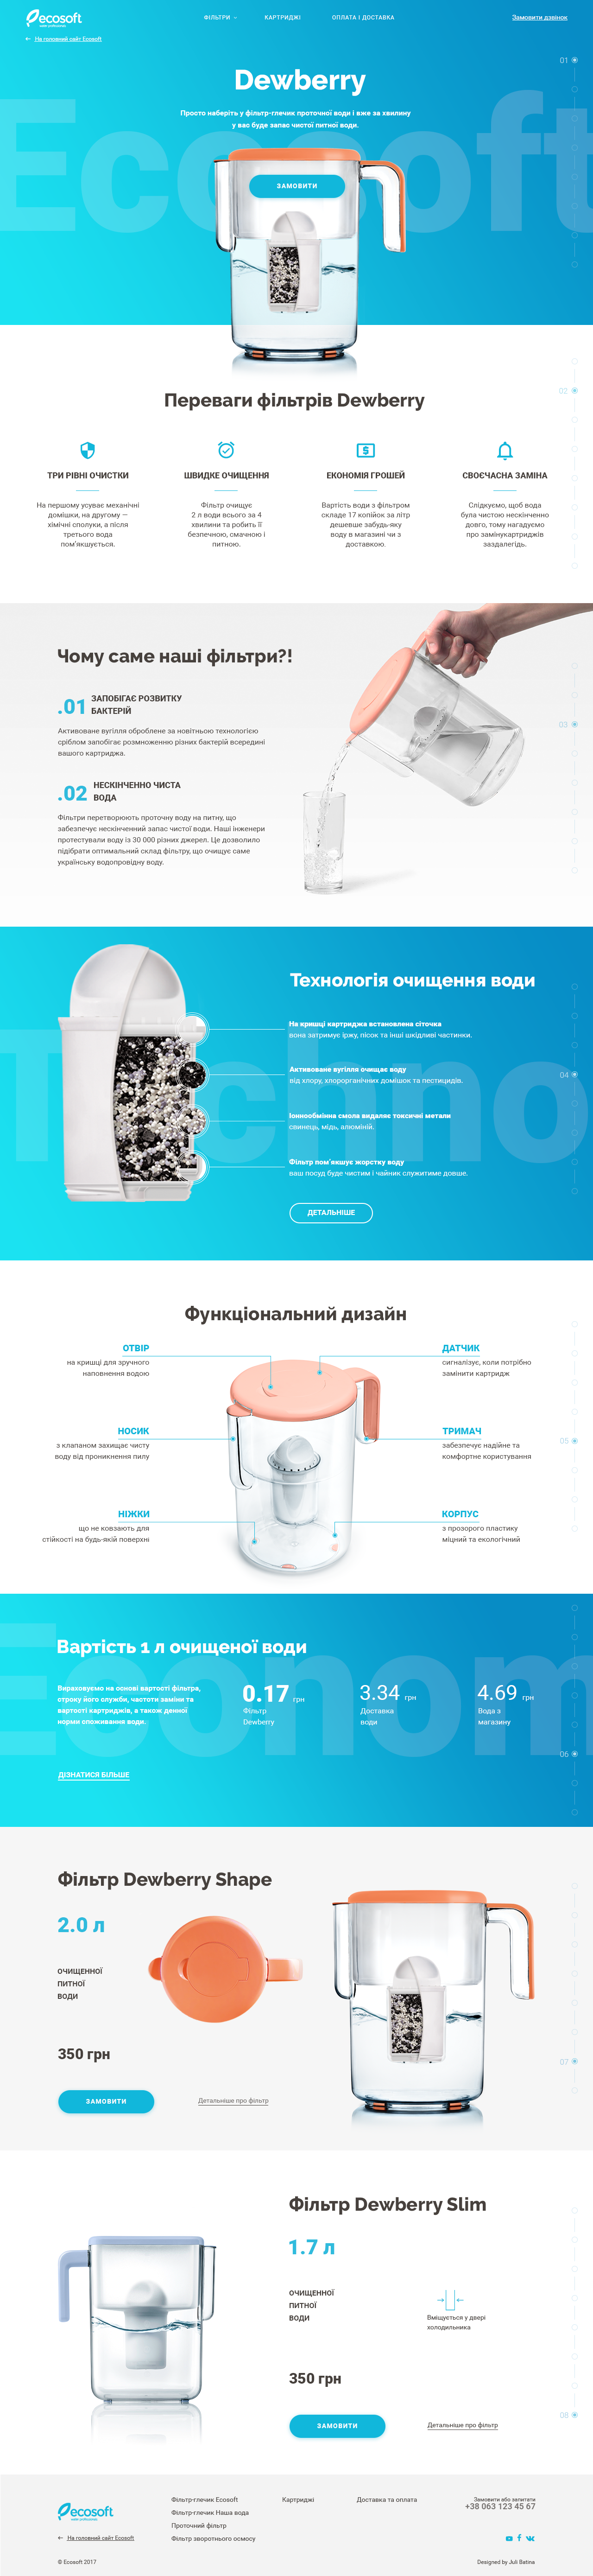 ecosoft
water professionals
ФІЛЬТРИ
КАРТРИДЖІ
ОПЛАТА І ДОСТАВКА
Замовити дзвінок
На головний сайт Ecosoft
01
Ecosoft
Dewberry
Просто наберіть у фільтр-глечик проточної води і вже за хвилину
у вас буде запас чистої питної води.
ЗАМОВИТИ
02
Переваги фільтрів Dewberry
ТРИ РІВНІ ОЧИСТКИ
На першому усуває механічні
домішки, на другому —
хімічні сполуки, а після
третього вода
пом'якшується.
ШВИДКЕ ОЧИЩЕННЯ
Фільтр очищує
2 л води всього за 4
хвилини та робить її
безпечною, смачною і
питною.
ЕКОНОМІЯ ГРОШЕЙ
Вартість води з фільтром
складе 17 копійок за літр
дешевше забудь-яку
воду в магазині чи з
доставкою.
СВОЄЧАСНА ЗАМІНА
Слідкуємо, щоб вода
була чистою нескінченно
довго, тому нагадуємо
про замінукартриджів
заздалегідь.
03
Чому саме наші фільтри?!
.01 ЗАПОБІГАЄ РОЗВИТКУ
БАКТЕРІЙ
Активоване вугілля оброблене за новітньою технологією
сріблом запобігає розмноженню різних бактерій всередині
вашого картриджа.
.02 НЕСКІНЧЕННО ЧИСТА
ВОДА
Фільтри перетворюють проточну воду на питну, що
забезпечує нескінченний запас чистої води. Наші інженери
протестували воду із 30 000 різних джерел. Це дозволило
підібрати оптимальний склад фільтру, що очищує саме
українську водопровідну воду.
04
Techno
Технологія очищення води
На кришці картриджа встановлена сіточка
вона затримує іржу, пісок та інші шкідливі частинки.
Активоване вугілля очищає воду
від хлору, хлорорганічних домішок та пестицидів.
Іоннообмінна смола видаляє токсичні метали
свинець, мідь, алюміній.
Фільтр пом'якшує жорстку воду
ваш посуд буде чистим і чайник служитиме довше.
ДЕТАЛЬНІШЕ
05
Функціональний дизайн
ОТВІР
на кришці для зручного
наповнення водою
ДАТЧИК
сигналізує, коли потрібно
замінити картридж
НОСИК
з клапаном захищає чисту
воду від проникнення пилу
ТРИМАЧ
забезпечує надійне та
комфортне користування
НІЖКИ
що не ковзають для
стійкості на будь-якій поверхні
КОРПУС
з прозорого пластику
міцний та екологічний
06
Econom
Вартість 1 л очищеної води
Вираховуємо на основі вартості фільтра,
строку його служби, частоти заміни та
вартості картриджів, а також денної
норми споживання води.
0.17 грн
Фільтр
Dewberry
3.34 грн
Доставка
води
4.69 грн
Вода з
магазину
ДІЗНАТИСЯ БІЛЬШЕ
07
Фільтр Dewberry Shape
2.0 л
ОЧИЩЕННОЇ
ПИТНОЇ
ВОДИ
350 грн
ЗАМОВИТИ
Детальніше про фільтр
08
Фільтр Dewberry Slim
1.7 л
ОЧИЩЕННОЇ
ПИТНОЇ
ВОДИ
Вміщується у двері
холодильника
350 грн
ЗАМОВИТИ
Детальніше про фільтр
ecosoft
water professionals
На головний сайт Ecosoft
© Ecosoft 2017
Фільтр-глечик Ecosoft
Фільтр-глечик Наша вода
Проточний фільтр
Фільтр зворотнього осмосу
Картриджі
Доставка та оплата
Замовити або запитати
+38 063 123 45 67
Designed by Juli Batina